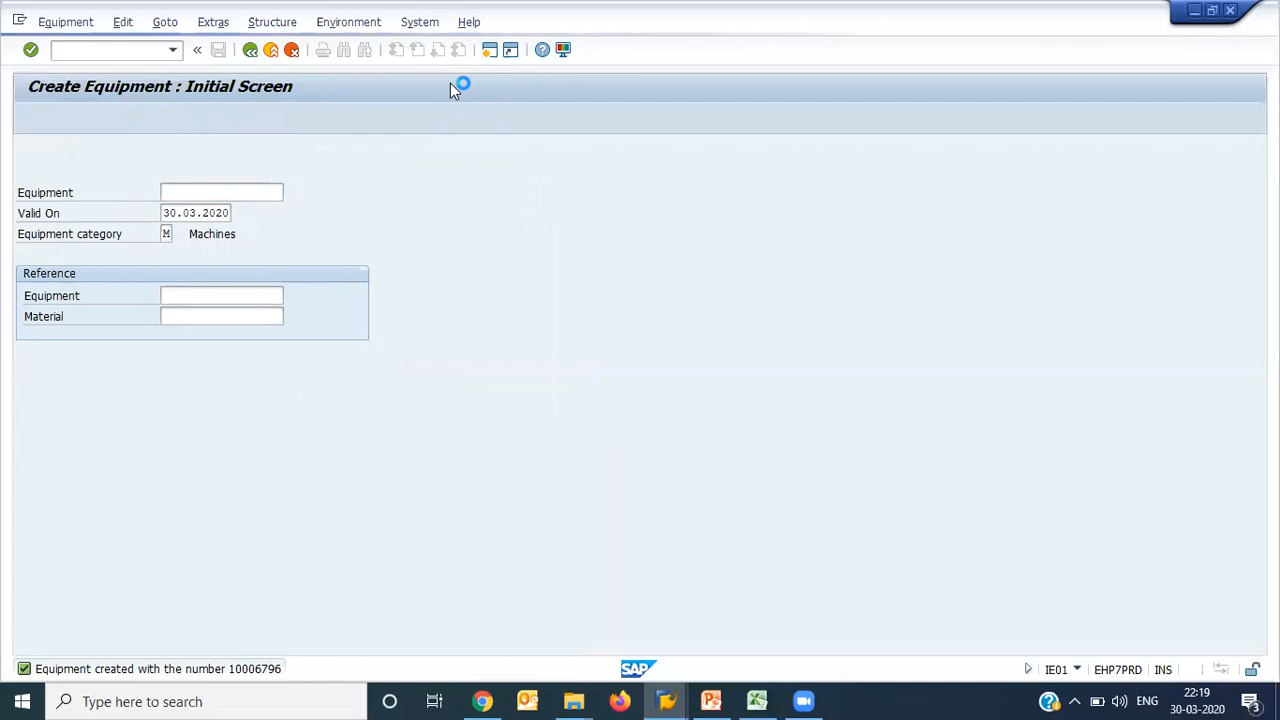 Equipment Edit Goto Extras Structure Environment System Help
Create Equipment : Initial Screen
Equipment
Valid On 30.03.2020
Equipment category M Machines
Reference
Equipment
Material
Equipment created with the number 10006796
SAP
IE01 EHP7PRD INS
Type here to search
ENG
22:19
30-03-2020
3